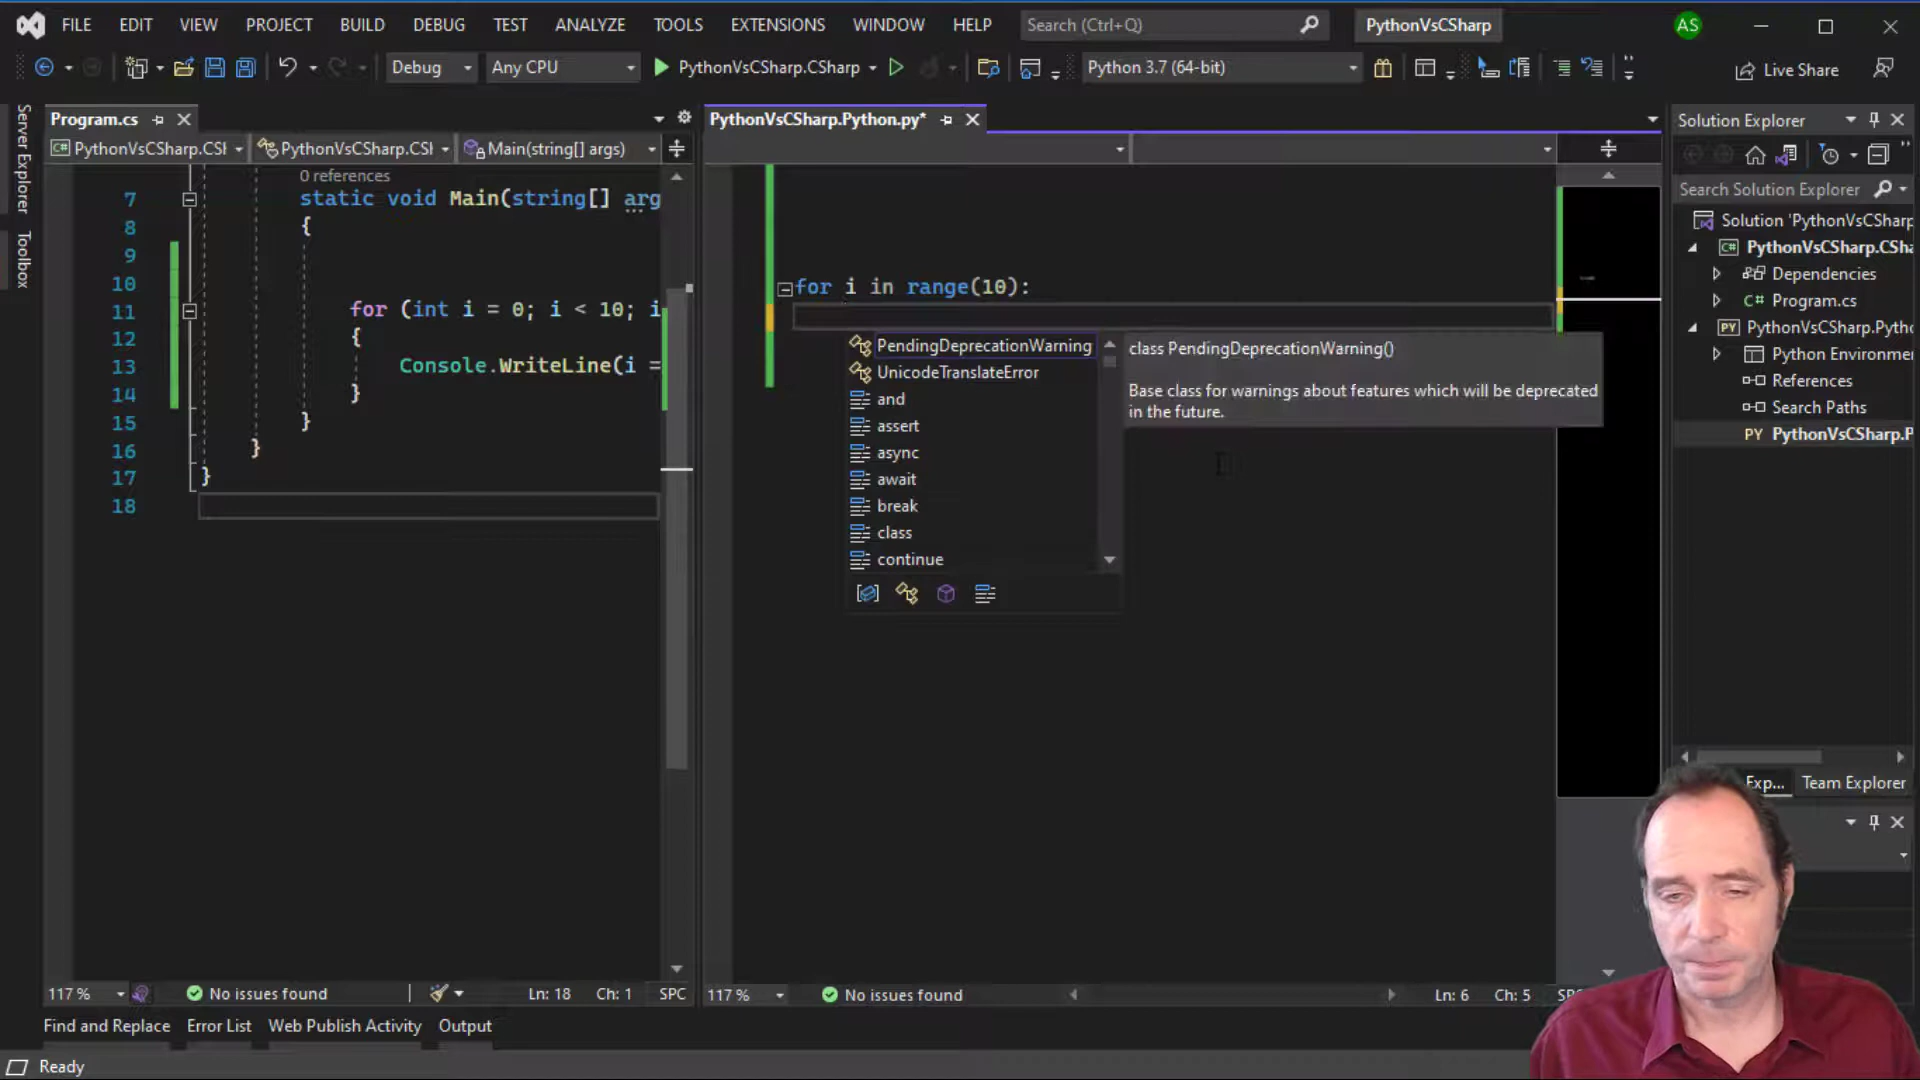 FILE EDIT VIEW PROJECT BUILD DEBUG TEST ANALYZE TOOLS EXTENSIONS WINDOW HELP Search (Ctrl+Q) PythonVsCSharp AS
Debug Any CPU PythonVsCSharp.CSharp Python 3.7 (64-bit) Live Share
Server Explorer
Toolbox
Program.cs
PythonVsCSharp.CSI PythonVsCSharp.CSI Main(string[] args)
0 references
7 static void Main(string[] arg
8 {
9
10
11 for (int i = 0; i < 10; i
12 {
13 Console.WriteLine(i =
14 }
15 }
16 }
17 }
18
117 % No issues found Ln: 18 Ch: 1 SPC
PythonVsCSharp.Python.py*
for i in range(10):
PendingDeprecationWarning
UnicodeTranslateError
and
assert
async
await
break
class
continue
class PendingDeprecationWarning()
Base class for warnings about features which will be deprecated
in the future.
117 % No issues found Ln: 6 Ch: 5
Solution Explorer
Search Solution Explorer
Solution 'PythonVsCSharp
C# PythonVsCSharp.CSha
Dependencies
C# Program.cs
PY PythonVsCSharp.Pytho
Python Environme
References
Search Paths
PY PythonVsCSharp.P
Exp... Team Explorer
Find and Replace Error List Web Publish Activity Output
Ready